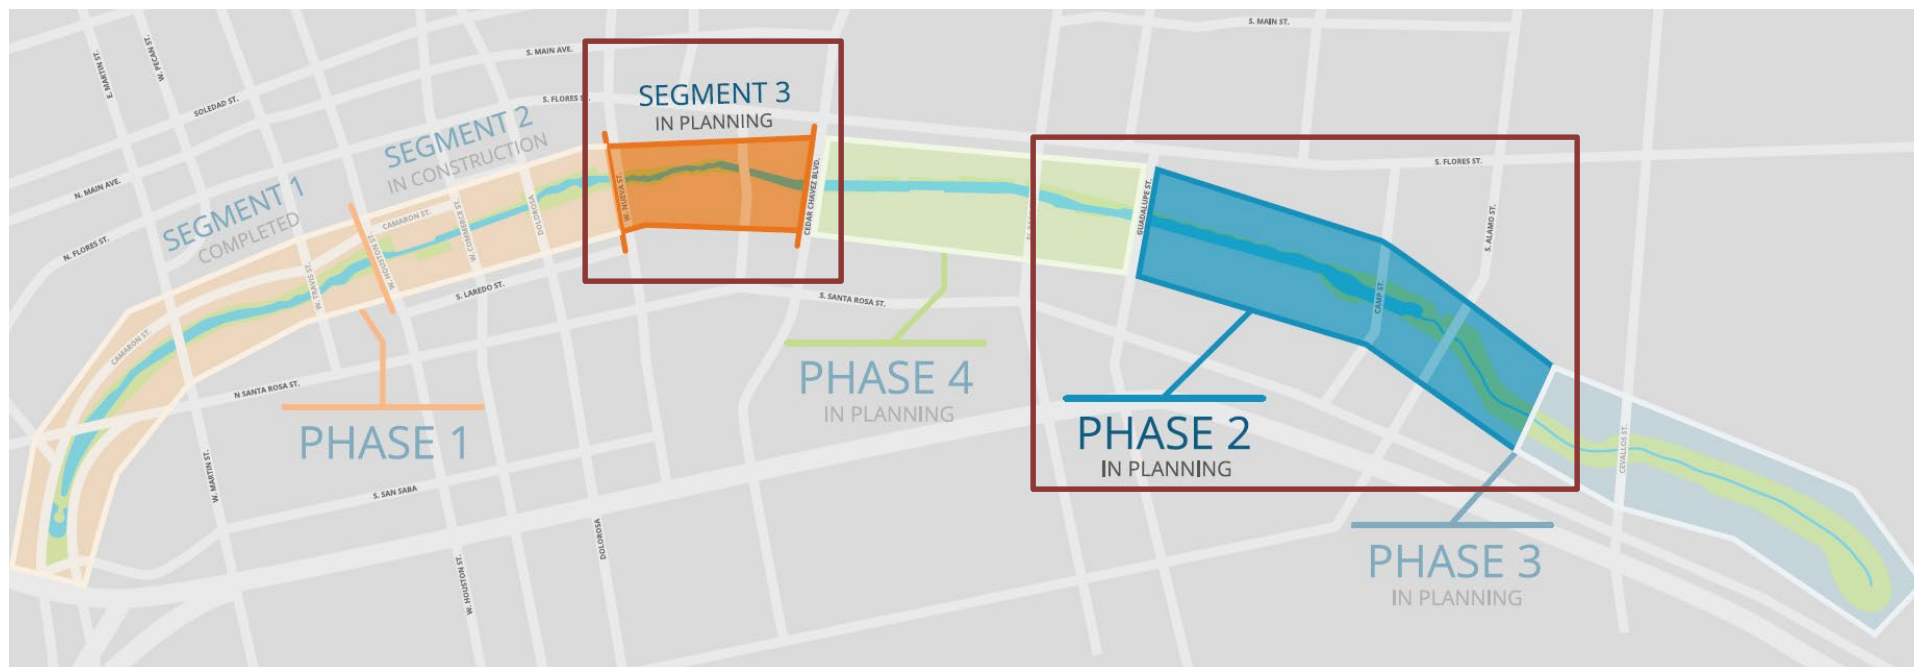 S. MAIN ST.
E. MARTIN ST.
W. PECAN ST.
S. MAIN AVE.
SOLEDAD ST.
S. FLORES ST.
SEGMENT 3
IN PLANNING
SEGMENT 2
IN CONSTRUCTION
N. MAIN AVE.
S. FLORES ST.
SEGMENT 1
COMPLETED
CAMARON ST.
W. COMMERCE ST.
DOLOROSA
W. NUEVA ST.
CEDAR CHAVEZ BLVD.
GUADALUPE ST.
S. ALAMO ST.
N. FLORES ST.
W. TRAVIS ST.
W. HOUSTON ST.
S. LAREDO ST.
S. SANTA ROSA ST.
CAMP ST.
CAMARON ST.
N SANTA ROSA ST.
PHASE 4
IN PLANNING
PHASE 1
PHASE 2
IN PLANNING
CEVALLOS ST.
W. MARTIN ST.
S. SAN SABA
DOLOROSA
W. HOUSTON ST.
PHASE 3
IN PLANNING